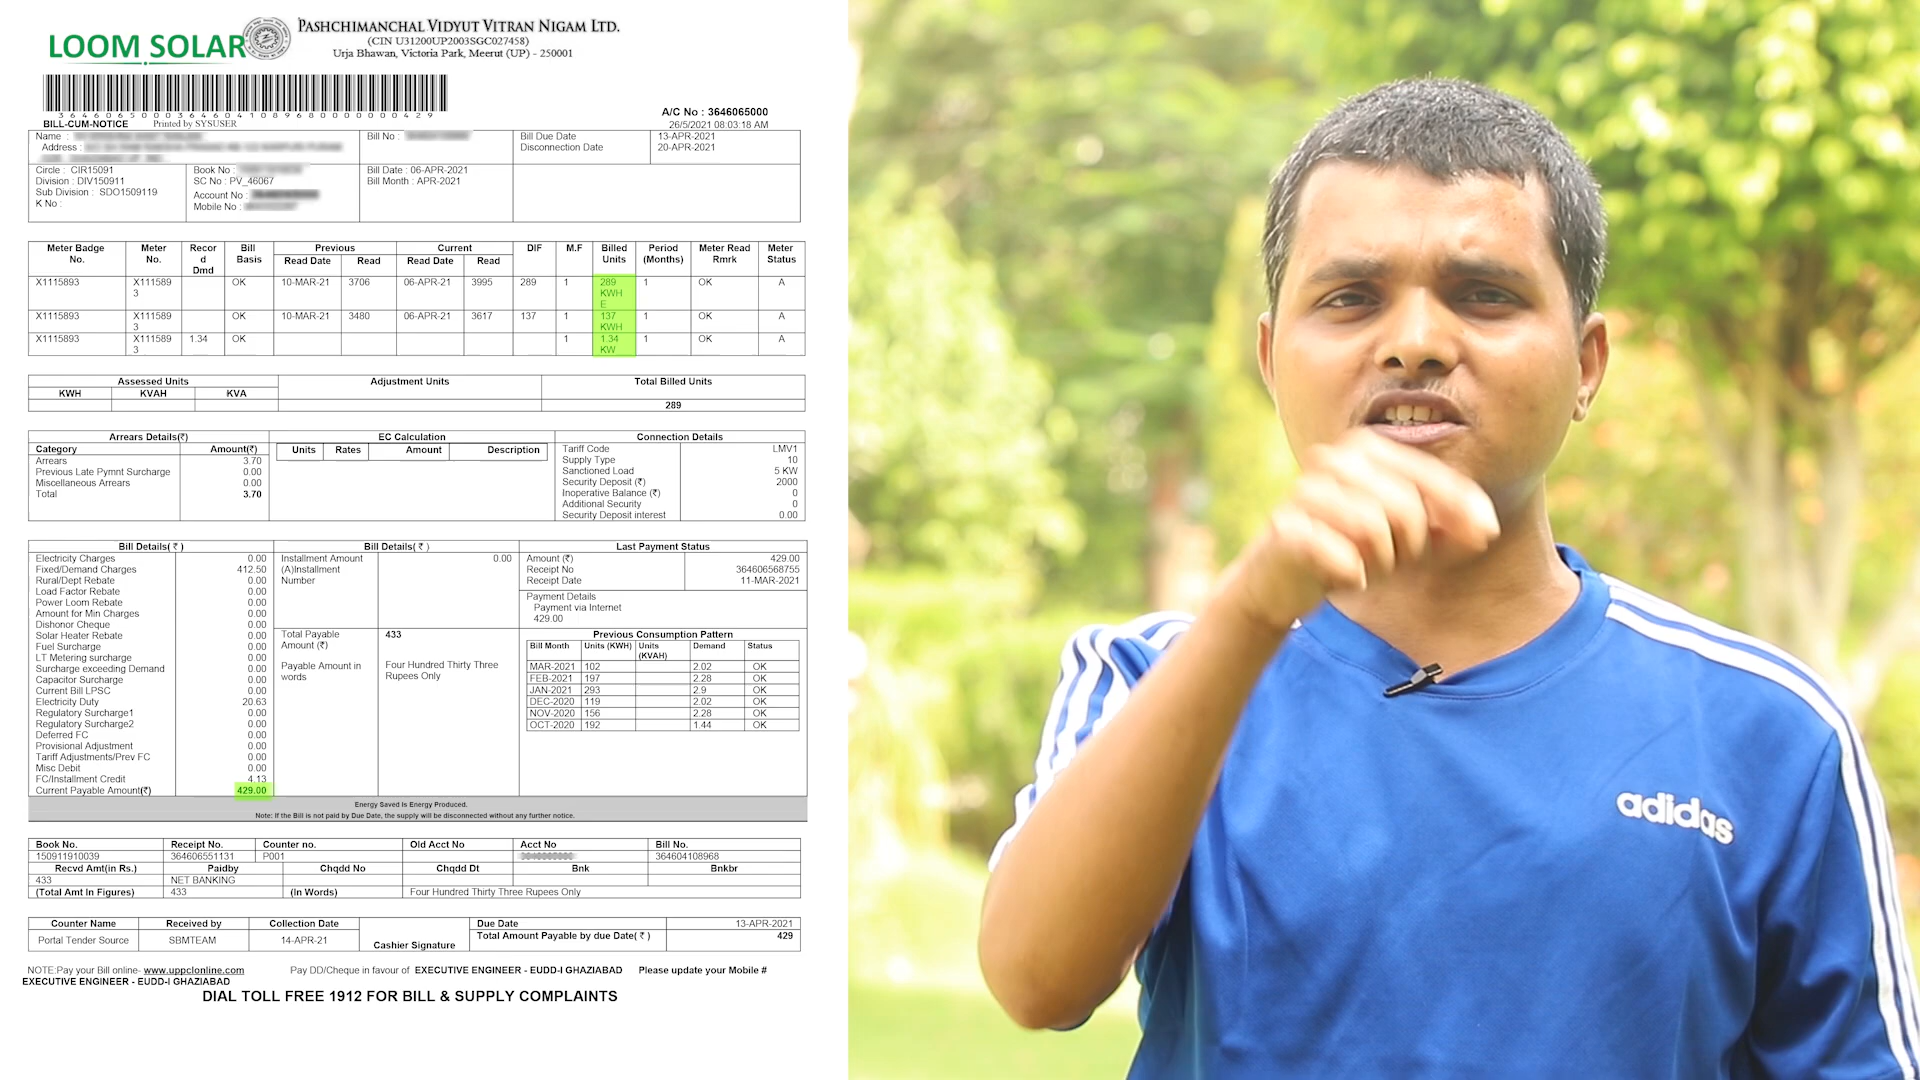 LOOM SOLAR
PASHCHIMANCHAL VIDYUT VITRAN NIGAM LTD.
(CIN U31200UP2003SGC027458)
Urja Bhawan, Victoria Park, Meerut (UP) - 250001
A/C No : 3646065000
36460650003646041089680000000000429
26/5/2021 08:03:18 AM
BILL-CUM-NOTICE Printed by SYSUSER
Name : Bill No : Bill Due Date 13-APR-2021
Address : Disconnection Date 20-APR-2021
Circle : CIR15091 Book No : Bill Date : 06-APR-2021
Division : DIV150911 SC No : PV_46067 Bill Month : APR-2021
Sub Division : SDO1509119 Account No :
K No : Mobile No :
Meter Badge No. Meter No. Recor d Dmd Bill Basis Previous Current DIF M.F Billed Units Period (Months) Meter Read Rmrk Meter Status
Read Date Read Read Date Read
X1115893 X111589 3 OK 10-MAR-21 3706 06-APR-21 3995 289 1 289 KWH E 1 OK A
X1115893 X111589 3 OK 10-MAR-21 3480 06-APR-21 3617 137 1 137 KWH 1 OK A
X1115893 X111589 3 1.34 OK 1 1.34 KW 1 OK A
Assessed Units Adjustment Units Total Billed Units
KWH KVAH KVA
289
Arrears Details(₹) EC Calculation Connection Details
Category Amount(₹) Units Rates Amount Description Tariff Code LMV1
Arrears 3.70 Supply Type 10
Previous Late Pymnt Surcharge 0.00 Sanctioned Load 5 KW
Miscellaneous Arrears 0.00 Security Deposit (₹) 2000
Total 3.70 Inoperative Balance (₹) 0
Additional Security 0
Security Deposit interest 0.00
Bill Details( ₹ ) Bill Details( ₹ ) Last Payment Status
Electricity Charges 0.00 Installment Amount 0.00 Amount (₹) 429.00
Fixed/Demand Charges 412.50 (A)Installment Receipt No 364606568755
Rural/Dept Rebate 0.00 Number Receipt Date 11-MAR-2021
Load Factor Rebate 0.00 Payment Details
Power Loom Rebate 0.00 Payment via Internet
Amount for Min Charges 0.00 429.00
Dishonor Cheque 0.00
Solar Heater Rebate 0.00 Total Payable Amount (₹) 433 Previous Consumption Pattern
Fuel Surcharge 0.00 Bill Month Units (KWH) Units (KVAH) Demand Status
LT Metering surcharge 0.00
Surcharge exceeding Demand 0.00 Payable Amount in words Four Hundred Thirty Three Rupees Only MAR-2021 102 2.02 OK
Capacitor Surcharge 0.00 FEB-2021 197 2.28 OK
Current Bill LPSC 0.00 JAN-2021 293 2.9 OK
Electricity Duty 20.63 DEC-2020 119 2.02 OK
Regulatory Surcharge1 0.00 NOV-2020 156 2.28 OK
Regulatory Surcharge2 0.00 OCT-2020 192 1.44 OK
Deferred FC 0.00
Provisional Adjustment 0.00
Tariff Adjustments/Prev FC 0.00
Misc Debit 0.00
FC/Installment Credit 4.13
Current Payable Amount(₹) 429.00
Energy Saved Is Energy Produced.
Note: If the Bill is not paid by Due Date, the supply will be disconnected without any further notice.
Book No. Receipt No. Counter no. Old Acct No Acct No Bill No.
150911910039 364606551131 P001 364604108968
Recvd Amt(in Rs.) Paidby Chqdd No Chqdd Dt Bnk Bnkbr
433 NET BANKING
(Total Amt In Figures) 433 (In Words) Four Hundred Thirty Three Rupees Only
Counter Name Received by Collection Date Due Date 13-APR-2021
Portal Tender Source SBMTEAM 14-APR-21 Cashier Signature Total Amount Payable by due Date( ₹ ) 429
NOTE:Pay your Bill online- www.uppclonline.com Pay DD/Cheque in favour of EXECUTIVE ENGINEER - EUDD-I GHAZIABAD Please update your Mobile #
EXECUTIVE ENGINEER - EUDD-I GHAZIABAD
DIAL TOLL FREE 1912 FOR BILL & SUPPLY COMPLAINTS
adidas